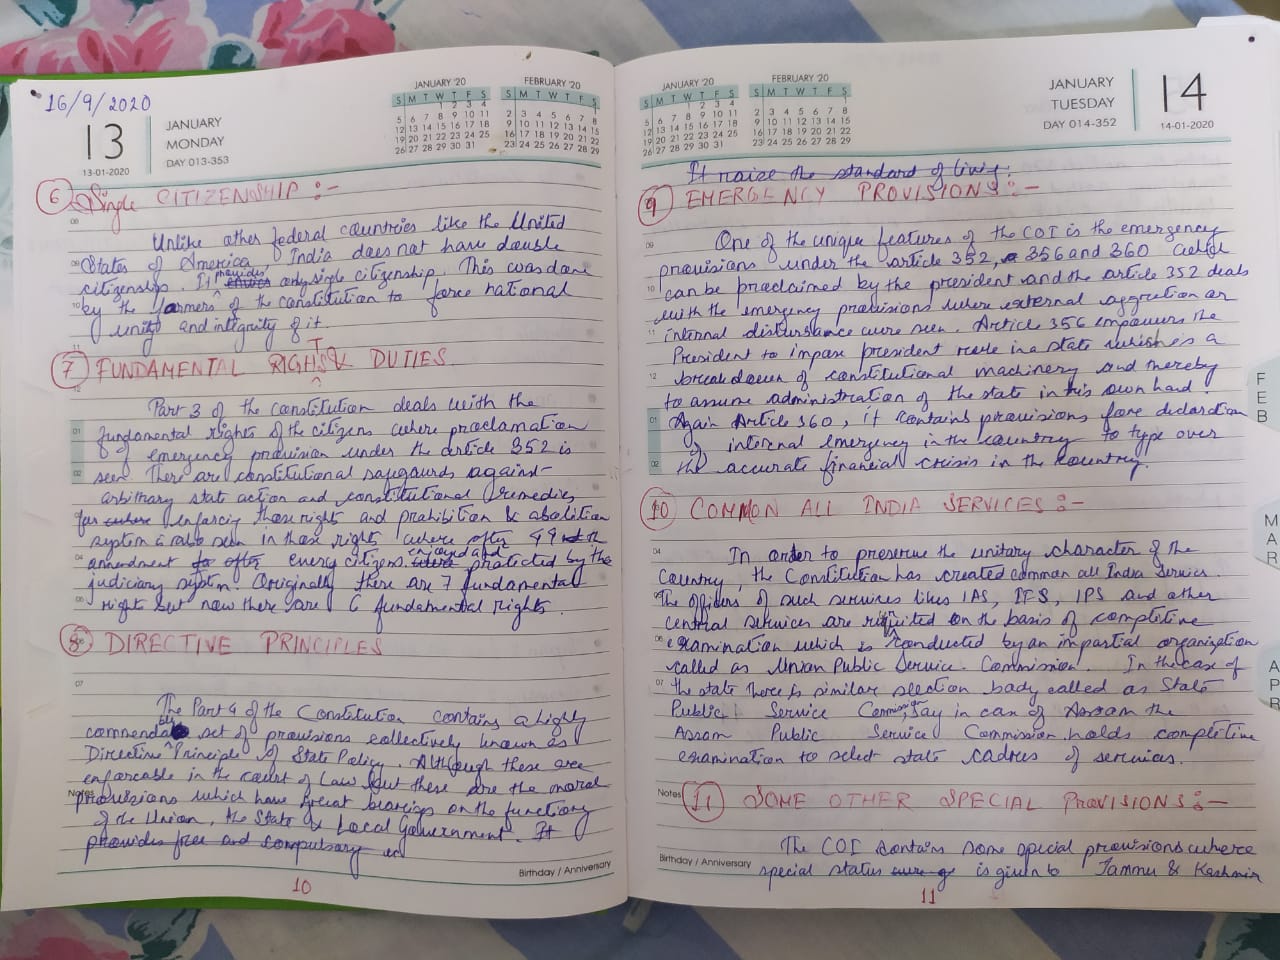 16/9/2020
13
JANUARY
MONDAY
DAY 013-353
13-01-2020
JANUARY '20
S M T W T F S
1 2 3 4
5 6 7 8 9 10 11
12 13 14 15 16 17 18
19 20 21 22 23 24 25
26 27 28 29 30 31
FEBRUARY '20
S M T W T F S
1
2 3 4 5 6 7 8
9 10 11 12 13 14 15
16 17 18 19 20 21 22
23 24 25 26 27 28 29
6 Single CITIZENSHIP :-
Unlike other federal countries like the United
States of America, India does not have double
citizenship. It provides only single citizenship. This was done
by the farmers of the constitution to force national
unity and integrity of it.
7 FUNDAMENTAL RIGHTS & DUTIES
Part 3 of the constitution deals with the
fundamental rights of the citizens where proclamation
of emergency provision under the article 352 is
seen. There are constitutional safegaurds against
arbithary state action and constitutional remedies
for where enforcing those rights and prohibition & abolition
system is also seen in these rights where after 44th
amendment to after every citizens enjoyed and protected by the
judiciary system. Originally there are 7 fundamental
rights but now there are 6 fundamental rights.
8 DIRECTIVE PRINCIPLES
The Part 4 of the Constitution contains a highly
commendable set of provisions collectively known as
Directive Principle of State Policy. Although these are
enforcable in the court of Law but these are the moral
provisions which have great bearings on the functiong
of the Union, the State & Local Government. It
provides free and compulsary en
Notes
Birthday / Anniversary
10
JANUARY '20
S M T W T F S
1 2 3 4
5 6 7 8 9 10 11
12 13 14 15 16 17 18
19 20 21 22 23 24 25
26 27 28 29 30 31
FEBRUARY '20
S M T W T F S
1
2 3 4 5 6 7 8
9 10 11 12 13 14 15
16 17 18 19 20 21 22
23 24 25 26 27 28 29
JANUARY
TUESDAY
DAY 014-352
14
14-01-2020
It raise the standard of living.
9 EMERGENCY PROVISIONS :-
One of the unique features of the COI is the emergency
provisions under the article 352, 356 and 360 which
can be proclaimed by the president and the article 352 deals
with the emergency provisions where external aggretion or
internal disturbance were seen. Article 356 empowers the
President to impose president rule in a state which is a
breakdown of constitutional machinery and thereby
to assume administration of the state in his own hand.
Again Article 360, it contains provisions fore declaration
of internal emergency in the country to type over
the accurate financial crisis in the country.
10 COMMON ALL INDIA SERVICES :-
In order to preserve the unitary character of the
Country, the Constitution has created common all India Services.
The officers of such services likes IAS, IFS, IPS and other
central services are requited on the basis of completive
examination which is conducted by an impartial organization
called as Union Public Service Commission. In the case of
the state there is similar selection body called as State
Public Service Commission, Say in case of Assam the
Assam Public Service Commission holds completive
examination to select state cadres of services.
Notes
11 SOME OTHER SPECIAL PROVISIONS :-
The COI contains some special provisions where
special status is given to Jammu & Kashmir
Birthday / Anniversary
11
FEB
MAR
APR